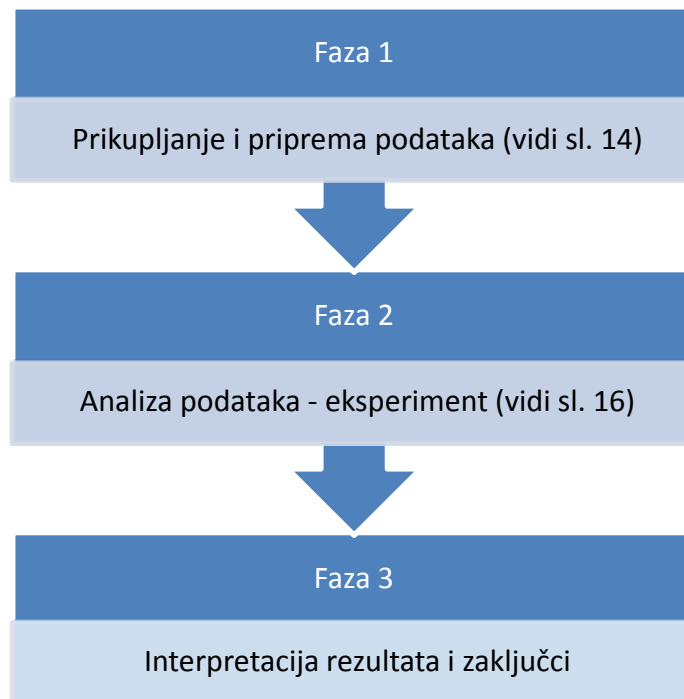 Faza 1
Prikupljanje i priprema podataka (vidi sl. 14)
Faza 2
Analiza podataka - eksperiment (vidi sl. 16)
Faza 3
Interpretacija rezultata i zaključci